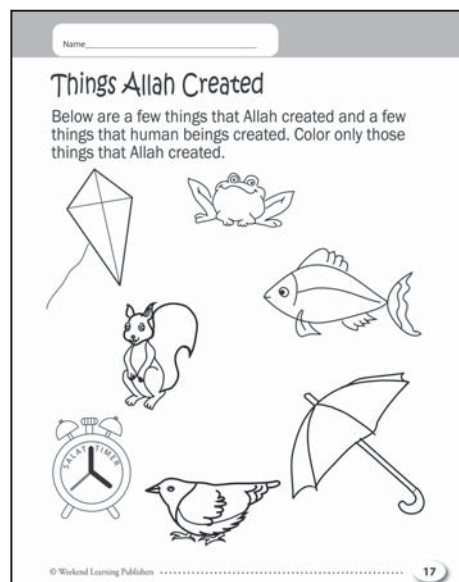 Name
Things Allah Created
Below are a few things that Allah created and a few
things that human beings created. Color only those
things that Allah created.
SALAT TIMER
© Weekend Learning Publishers
17